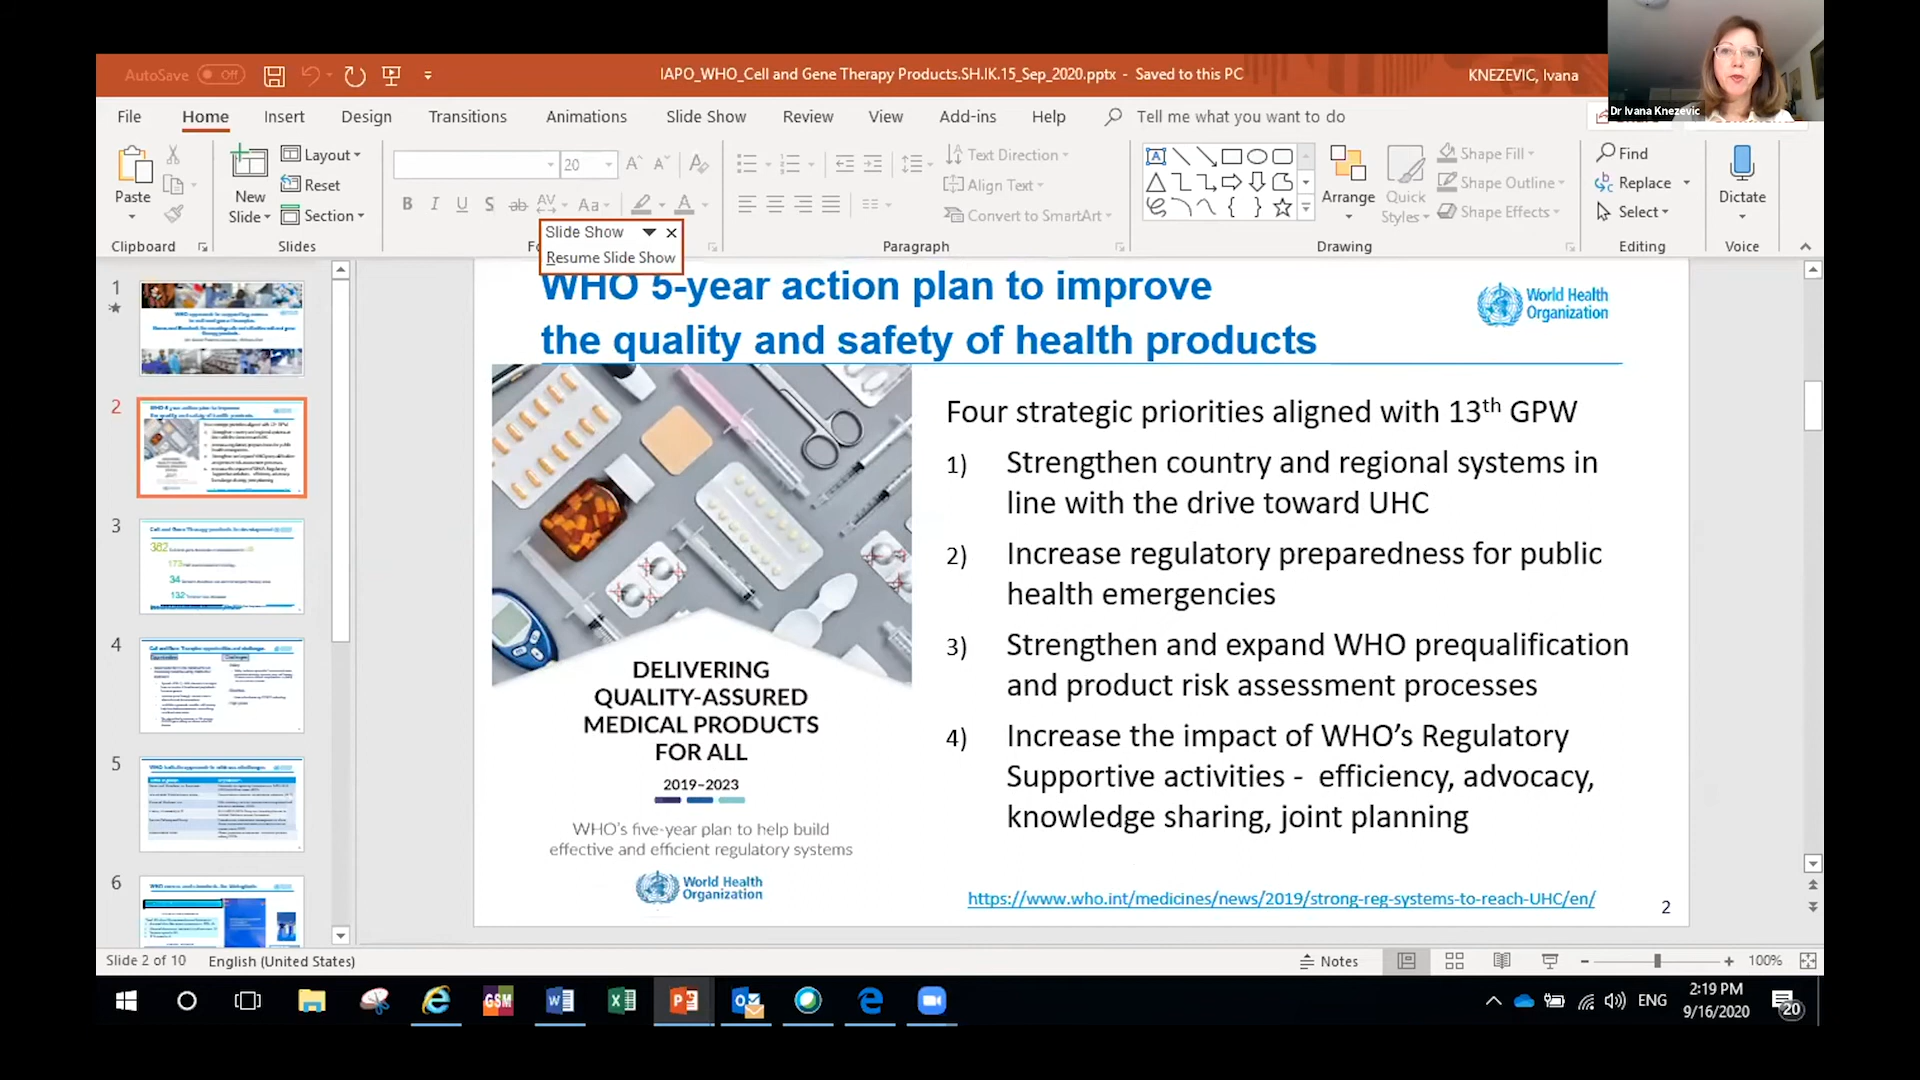 AutoSave Off
IAPO_WHO_Cell and Gene Therapy Products.SH.IK.15_Sep_2020.pptx - Saved to this PC
KNEZEVIC, Ivana
Dr Ivana Knezevic
File Home Insert Design Transitions Animations Slide Show Review View Add-ins Help Tell me what you want to do
Paste
New
Slide
Layout
Reset
Section
20
Text Direction
Align Text
Convert to SmartArt
Arrange
Quick
Styles
Shape Fill
Shape Outline
Shape Effects
Find
Replace
Select
Dictate
Clipboard
Slides
Paragraph
Drawing
Editing
Voice
Slide Show
Resume Slide Show
1
2
3
4
5
6
WHO 5-year action plan to improve
the quality and safety of health products
World Health
Organization
DELIVERING
QUALITY-ASSURED
MEDICAL PRODUCTS
FOR ALL
2019–2023
WHO's five-year plan to help build
effective and efficient regulatory systems
World Health
Organization
Four strategic priorities aligned with 13th GPW
1) Strengthen country and regional systems in
line with the drive toward UHC
2) Increase regulatory preparedness for public
health emergencies
3) Strengthen and expand WHO prequalification
and product risk assessment processes
4) Increase the impact of WHO's Regulatory
Supportive activities - efficiency, advocacy,
knowledge sharing, joint planning
https://www.who.int/medicines/news/2019/strong-reg-systems-to-reach-UHC/en/
2
Slide 2 of 10 English (United States)
Notes
100%
GSM
ENG
2:19 PM
9/16/2020
20